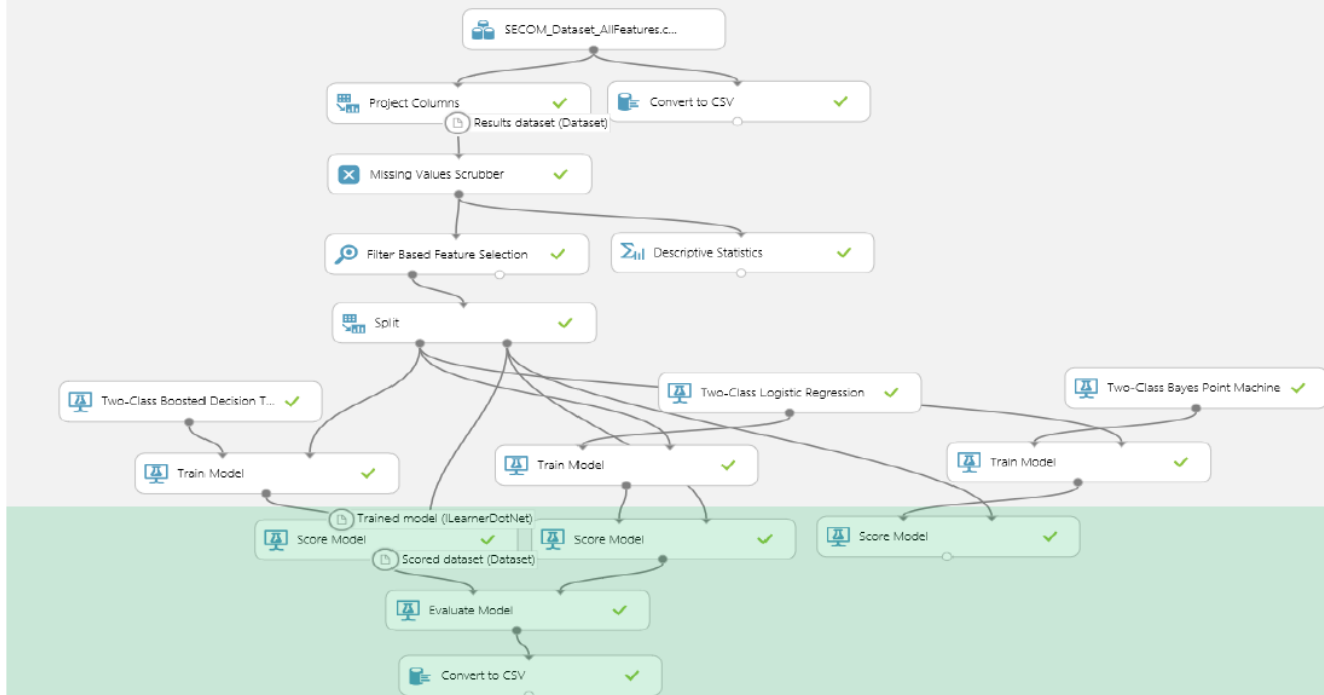 SECOM_Dataset_AllFeatures.c...
Project Columns
Convert to CSV
Results dataset (Dataset)
Missing Values Scrubber
Filter Based Feature Selection
Descriptive Statistics
Split
Two-Class Boosted Decision T...
Two-Class Logistic Regression
Two-Class Bayes Point Machine
Train Model
Train Model
Train Model
Trained model (ILearnerDotNet)
Score Model
Score Model
Score Model
Scored dataset (Dataset)
Evaluate Model
Convert to CSV